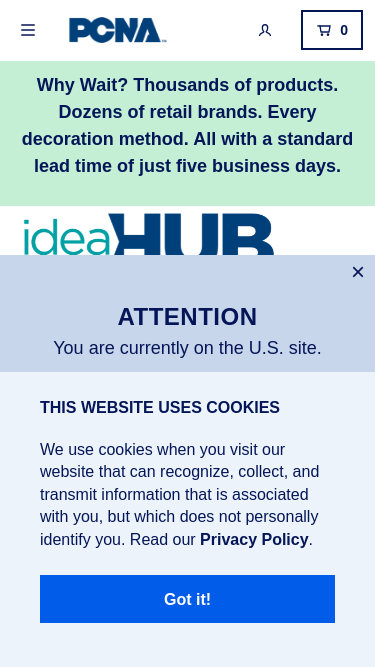 PCNA
0
Why Wait? Thousands of products.
Dozens of retail brands. Every
decoration method. All with a standard
lead time of just five business days.
ideaHUB
×
ATTENTION
You are currently on the U.S. site.
THIS WEBSITE USES COOKIES
We use cookies when you visit our
website that can recognize, collect, and
transmit information that is associated
with you, but which does not personally
identify you. Read our Privacy Policy.
Got it!